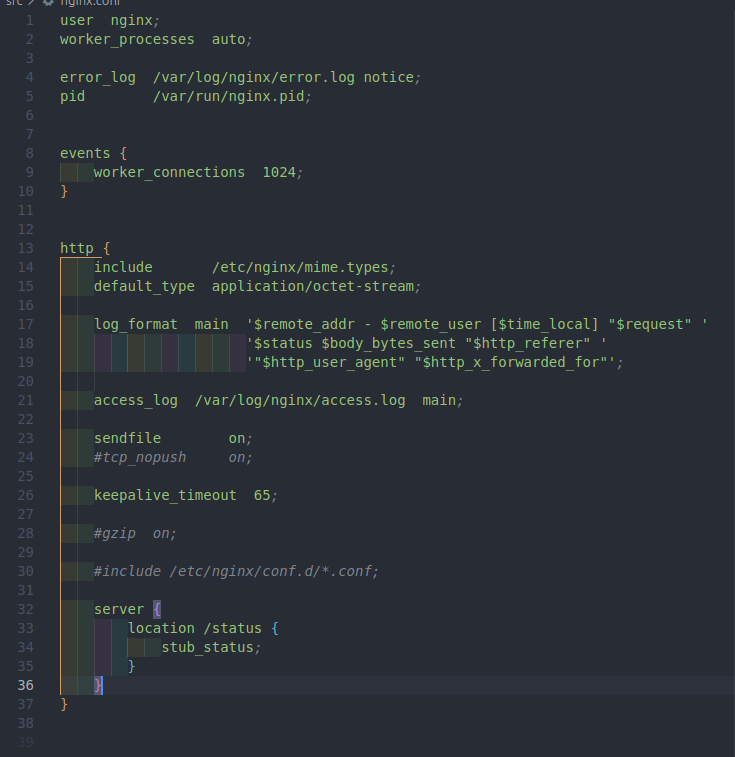 src > nginx.conf
1 user  nginx;
2 worker_processes  auto;
3
4 error_log  /var/log/nginx/error.log notice;
5 pid        /var/run/nginx.pid;
6
7
8 events {
9     worker_connections  1024;
10 }
11
12
13 http {
14     include       /etc/nginx/mime.types;
15     default_type  application/octet-stream;
16
17     log_format  main  '$remote_addr - $remote_user [$time_local] "$request" '
18                       '$status $body_bytes_sent "$http_referer" '
19                       '"$http_user_agent" "$http_x_forwarded_for"';
20
21     access_log  /var/log/nginx/access.log  main;
22
23     sendfile        on;
24     #tcp_nopush     on;
25
26     keepalive_timeout  65;
27
28     #gzip  on;
29
30     #include /etc/nginx/conf.d/*.conf;
31
32     server {
33         location /status {
34             stub_status;
35         }
36     }
37 }
38
39